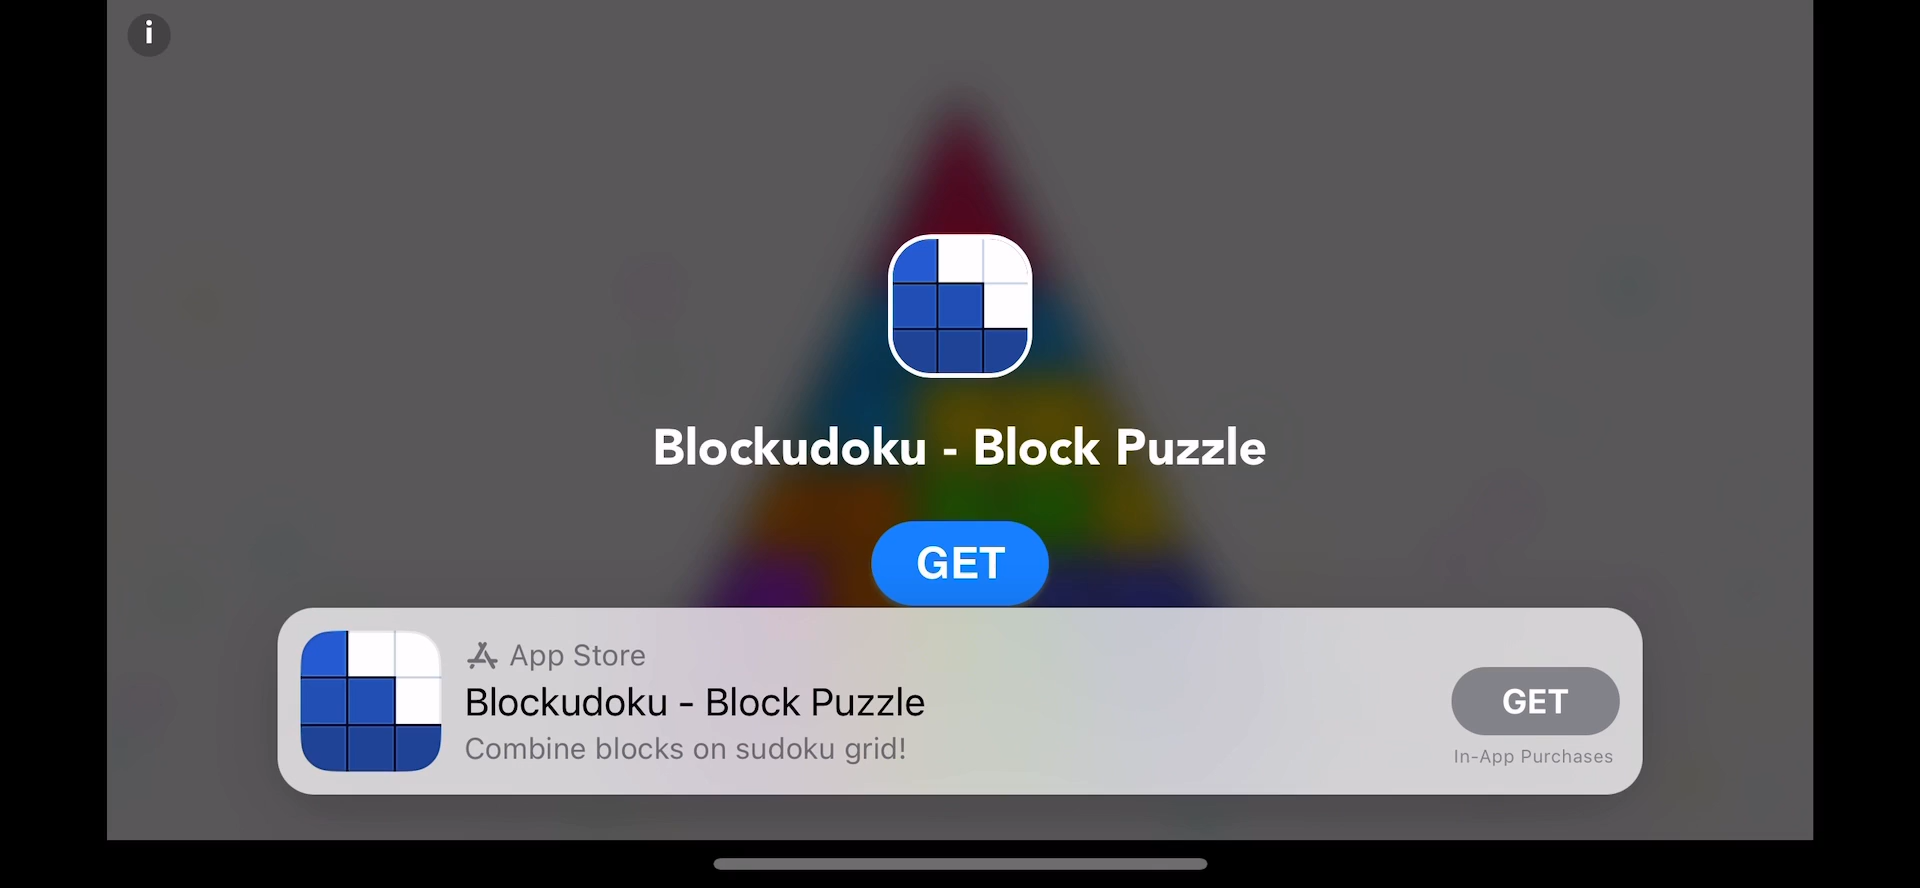 i
Blockudoku - Block Puzzle
GET
App Store
Blockudoku - Block Puzzle
Combine blocks on sudoku grid!
GET
In-App Purchases